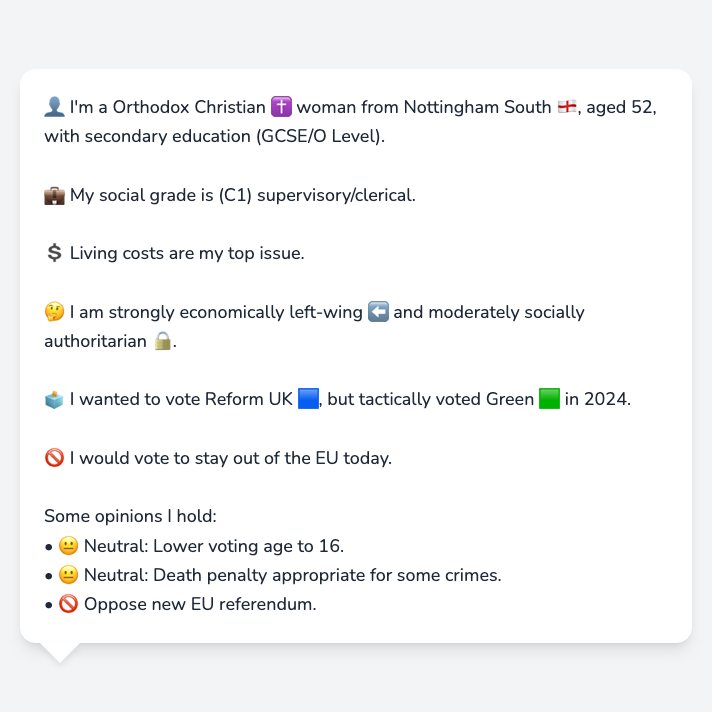 👤 I'm a Orthodox Christian ✝️ woman from Nottingham South 🏴󠁧󠁢󠁥󠁮󠁧󠁿, aged 52,
with secondary education (GCSE/O Level).
💼 My social grade is (C1) supervisory/clerical.
💲 Living costs are my top issue.
🤔 I am strongly economically left-wing ⬅️ and moderately socially
authoritarian 🔒.
🗳️ I wanted to vote Reform UK 🟦, but tactically voted Green 🟩 in 2024.
🚫 I would vote to stay out of the EU today.
Some opinions I hold:
• 😐 Neutral: Lower voting age to 16.
• 😐 Neutral: Death penalty appropriate for some crimes.
• 🚫 Oppose new EU referendum.